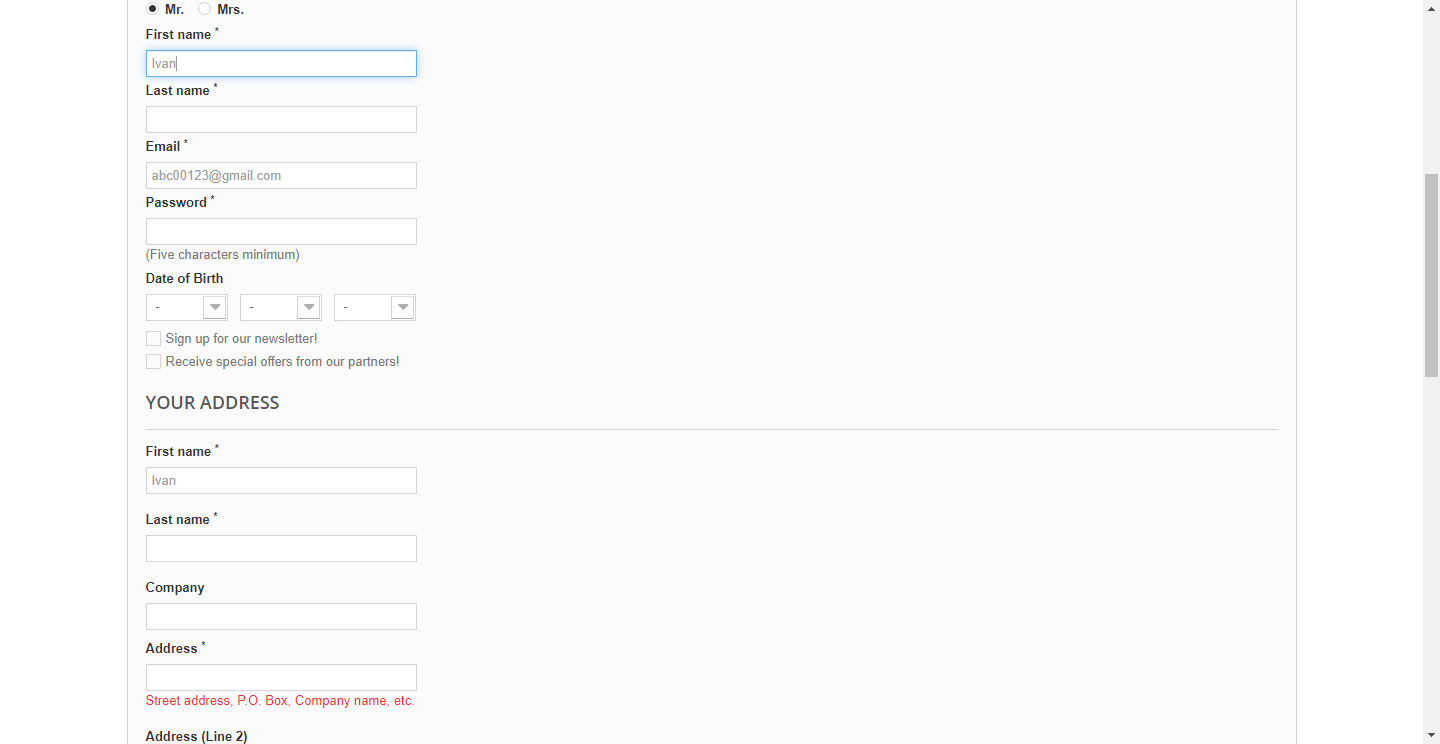 Mr. Mrs.
First name *
Ivan
Last name *
Email *
abc00123@gmail.com
Password *
(Five characters minimum)
Date of Birth
- - -
Sign up for our newsletter!
Receive special offers from our partners!
YOUR ADDRESS
First name *
Ivan
Last name *
Company
Address *
Street address, P.O. Box, Company name, etc.
Address (Line 2)